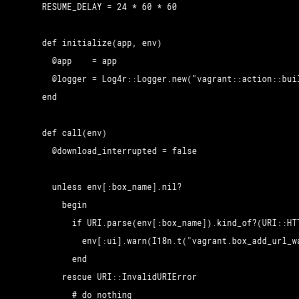 RESUME_DELAY = 24 * 60 * 60
def initialize(app, env)
@app    = app
@logger = Log4r::Logger.new("vagrant::action::buil
end
def call(env)
@download_interrupted = false
unless env[:box_name].nil?
begin
if URI.parse(env[:box_name]).kind_of?(URI::HTT
env[:ui].warn(I18n.t("vagrant.box_add_url_wa
end
rescue URI::InvalidURIError
# do nothing